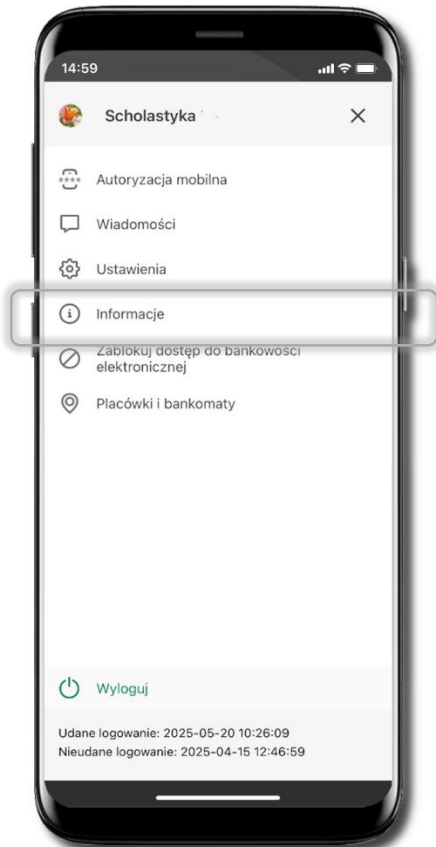 14:59
Scholastyka
Autoryzacja mobilna
Wiadomości
Ustawienia
Informacje
Zablokuj dostęp do bankowości
elektronicznej
Placówki i bankomaty
Wyloguj
Udane logowanie: 2025-05-20 10:26:09
Nieudane logowanie: 2025-04-15 12:46:59